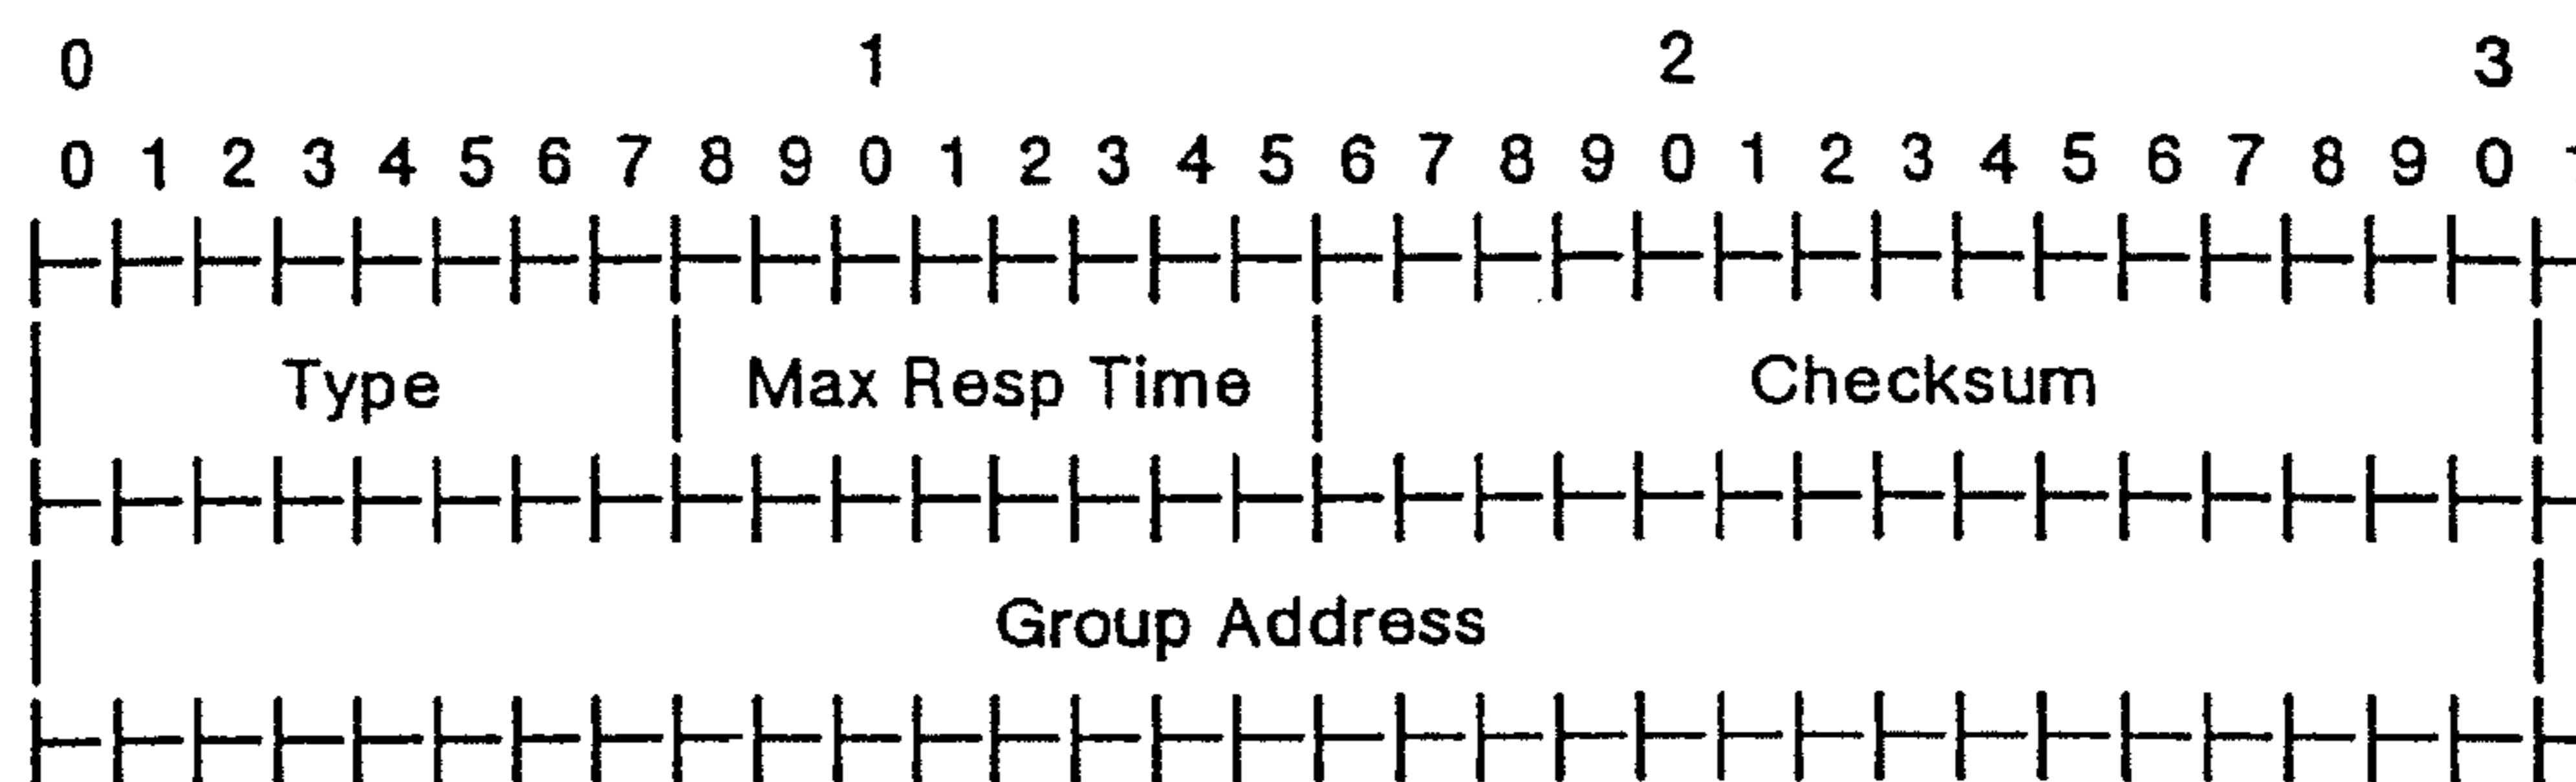 0 1 2 3
0 1 2 3 4 5 6 7 8 9 0 1 2 3 4 5 6 7 8 9 0 1 2 3 4 5 6 7 8 9 0
Type Max Resp Time Checksum
Group Address